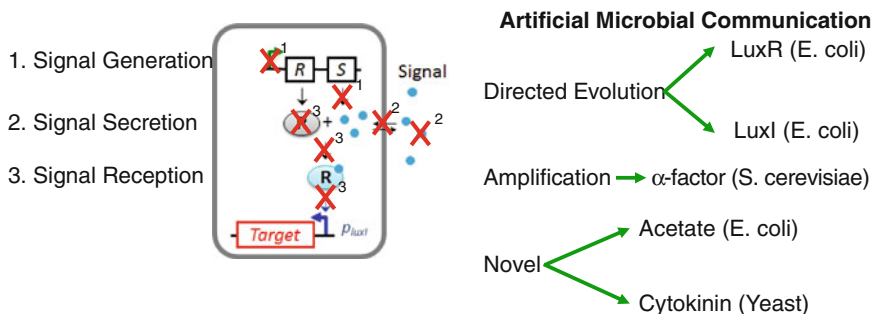 1. Signal Generation
2. Signal Secretion
3. Signal Reception
1
R
S
1
Signal
3
+
2
2
3
R
3
Target
pluxI
Artificial Microbial Communication
LuxR (E. coli)
Directed Evolution
LuxI (E. coli)
Amplification
α-factor (S. cerevisiae)
Acetate (E. coli)
Novel
Cytokinin (Yeast)